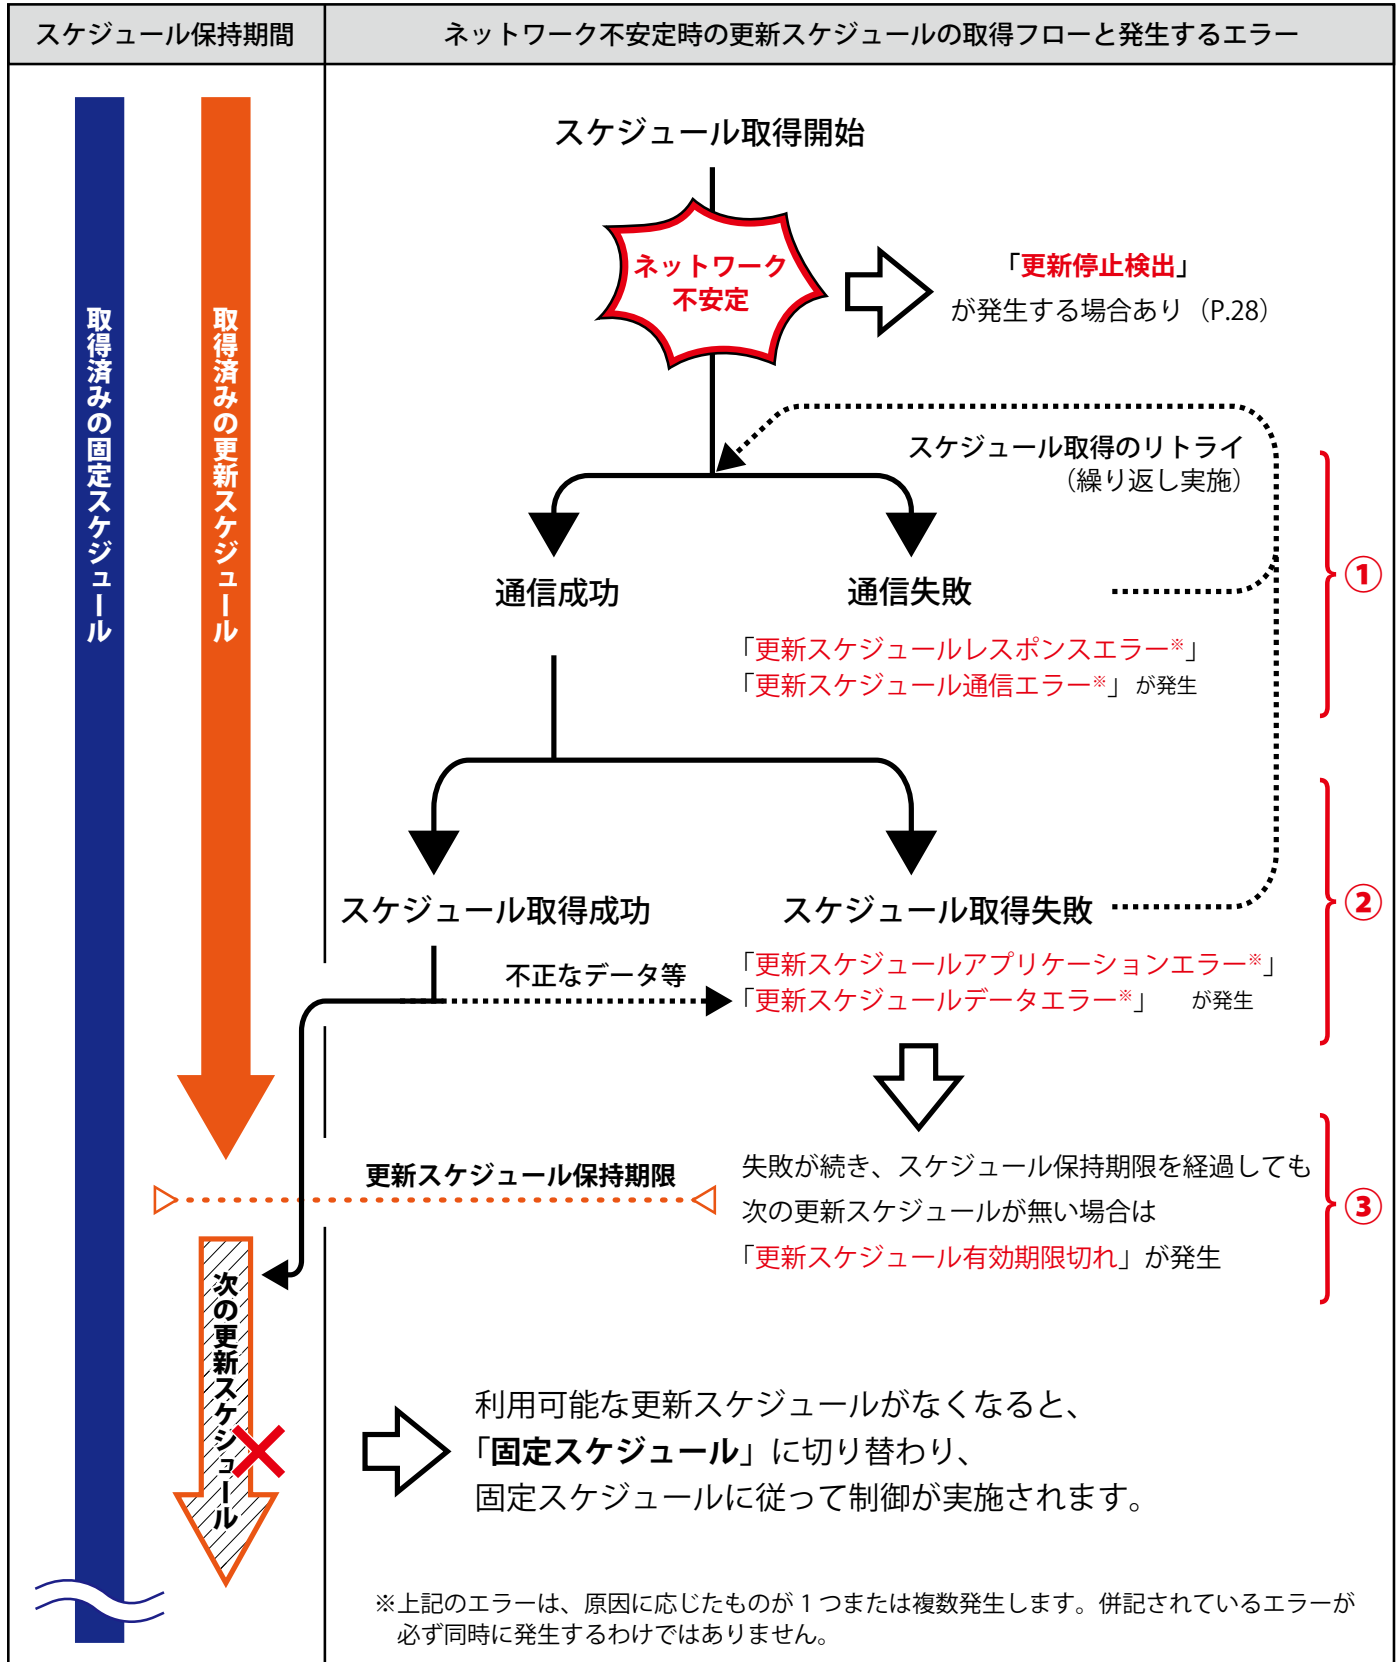 スケジュール保持期間
ネットワーク不安定時の更新スケジュールの取得フローと発生するエラー
取得済みの固定スケジュール
取得済みの更新スケジュール
スケジュール取得開始
ネットワーク
不安定
「更新停止検出」
が発生する場合あり（P.28）
スケジュール取得のリトライ
（繰り返し実施）
通信成功
通信失敗
①
「更新スケジュールレスポンスエラー※」
「更新スケジュール通信エラー※」が発生
スケジュール取得成功
スケジュール取得失敗
②
不正なデータ等
「更新スケジュールアプリケーションエラー※」
「更新スケジュールデータエラー※」 が発生
更新スケジュール保持期限
失敗が続き、スケジュール保持期限を経過しても
次の更新スケジュールが無い場合は
「更新スケジュール有効期限切れ」が発生
③
次の更新スケジュール
利用可能な更新スケジュールがなくなると、
「固定スケジュール」に切り替わり、
固定スケジュールに従って制御が実施されます。
※上記のエラーは、原因に応じたものが 1 つまたは複数発生します。併記されているエラーが
必ず同時に発生するわけではありません。